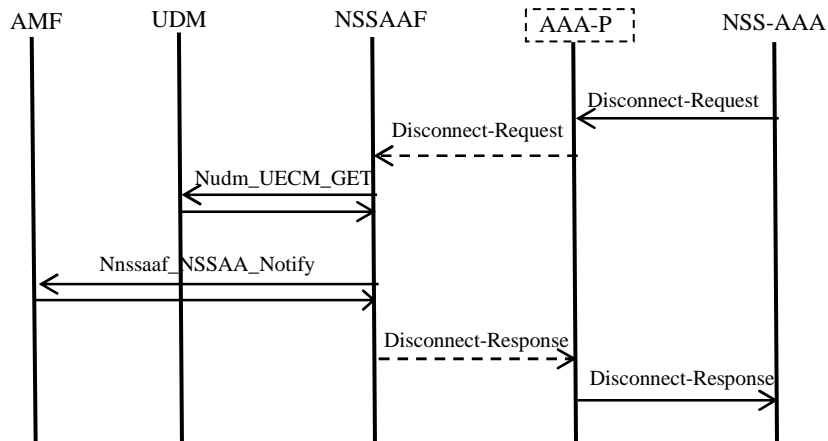 AMF
UDM
NSSAAF
AAA-P
NSS-AAA
Disconnect-Request
Disconnect-Request
Nudm_UECM_GET
Nnssaaf_NSSAA_Notify
Disconnect-Response
Disconnect-Response